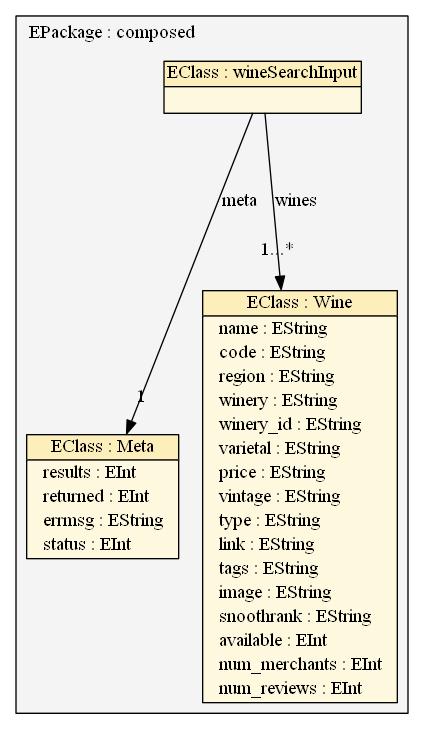 EPackage : composed
EClass : wineSearchInput
meta
wines
1...*
1
EClass : Meta
results : EInt
returned : EInt
errmsg : EString
status : EInt
EClass : Wine
name : EString
code : EString
region : EString
winery : EString
winery_id : EString
varietal : EString
price : EString
vintage : EString
type : EString
link : EString
tags : EString
image : EString
snoothrank : EString
available : EInt
num_merchants : EInt
num_reviews : EInt